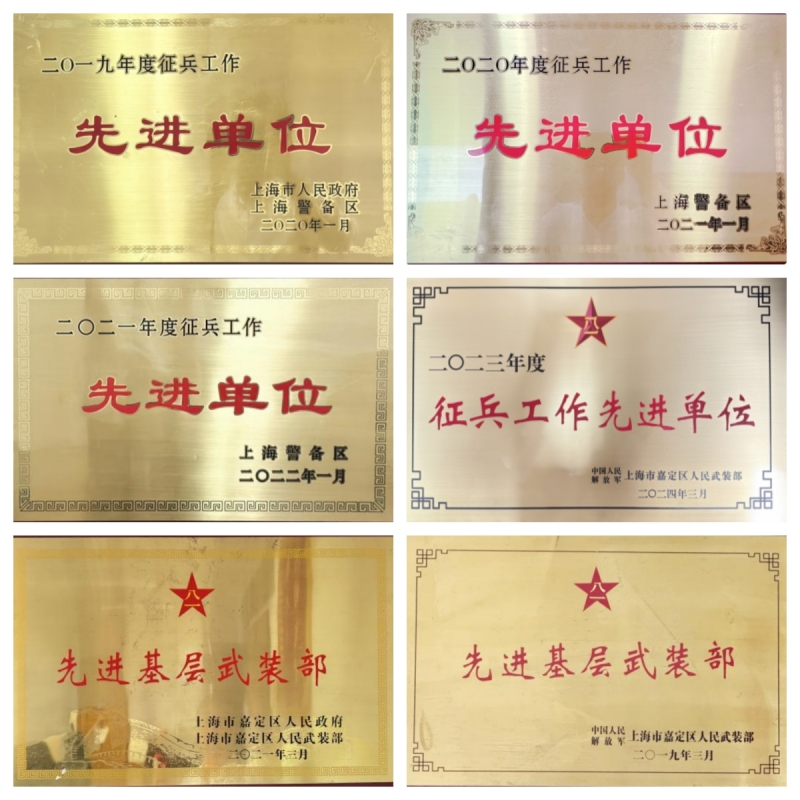 二〇一九年度征兵工作
先进单位
上海市人民政府
上海警备区
二〇二〇年一月
二〇二〇年度征兵工作
先进单位
上海警备区
二〇二一年一月
二〇二一年度征兵工作
先进单位
上海警备区
二〇二二年一月
八一
二〇二三年度
征兵工作先进单位
中国人民解放军 上海市嘉定区人民武装部
二〇二四年三月
八一
先进基层武装部
上海市嘉定区人民政府
上海市嘉定区人民武装部
二〇二一年三月
八一
先进基层武装部
中国人民解放军 上海市嘉定区人民武装部
二〇一九年三月